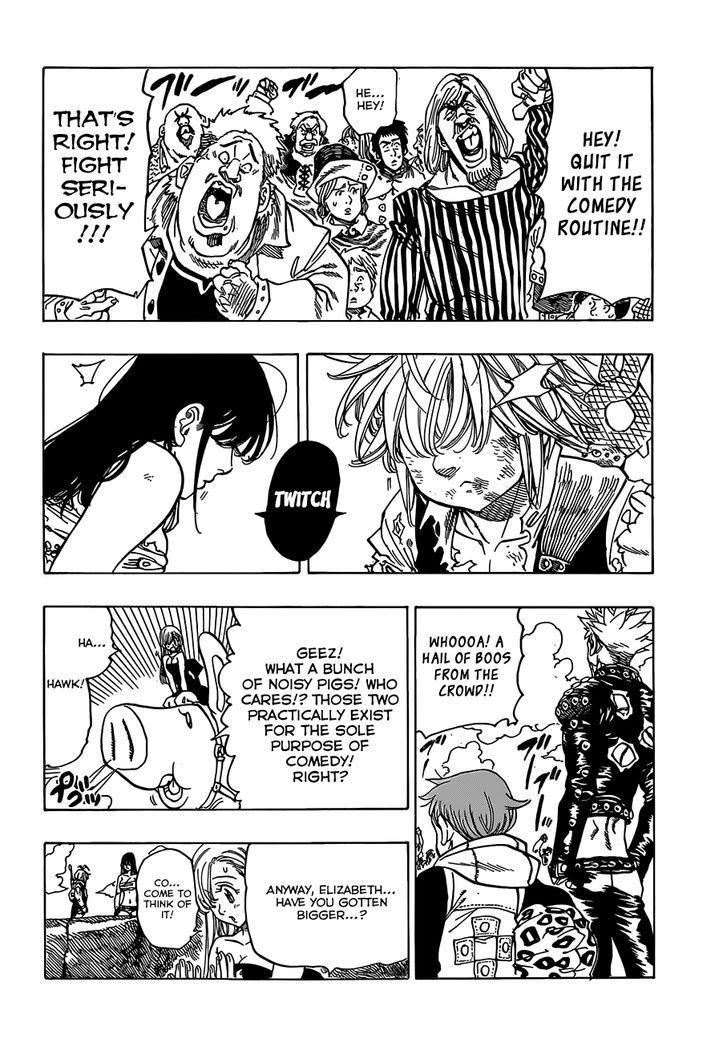 HE...
HEY!
HEY!
QUIT IT
WITH THE
COMEDY
ROUTINE!!
THAT'S
RIGHT!
FIGHT
SERI-
OUSLY
!!!
TWITCH
WHOOOA! A
HAIL OF BOOS
FROM THE
CROWD!!
GEEZ!
WHAT A BUNCH
OF NOISY PIGS! WHO
CARES!? THOSE TWO
PRACTICALLY EXIST
FOR THE SOLE
PURPOSE OF
COMEDY!
RIGHT?
HA...
HAWK!
ANYWAY, ELIZABETH...
HAVE YOU GOTTEN
BIGGER...?
CO...
COME TO
THINK OF
IT!